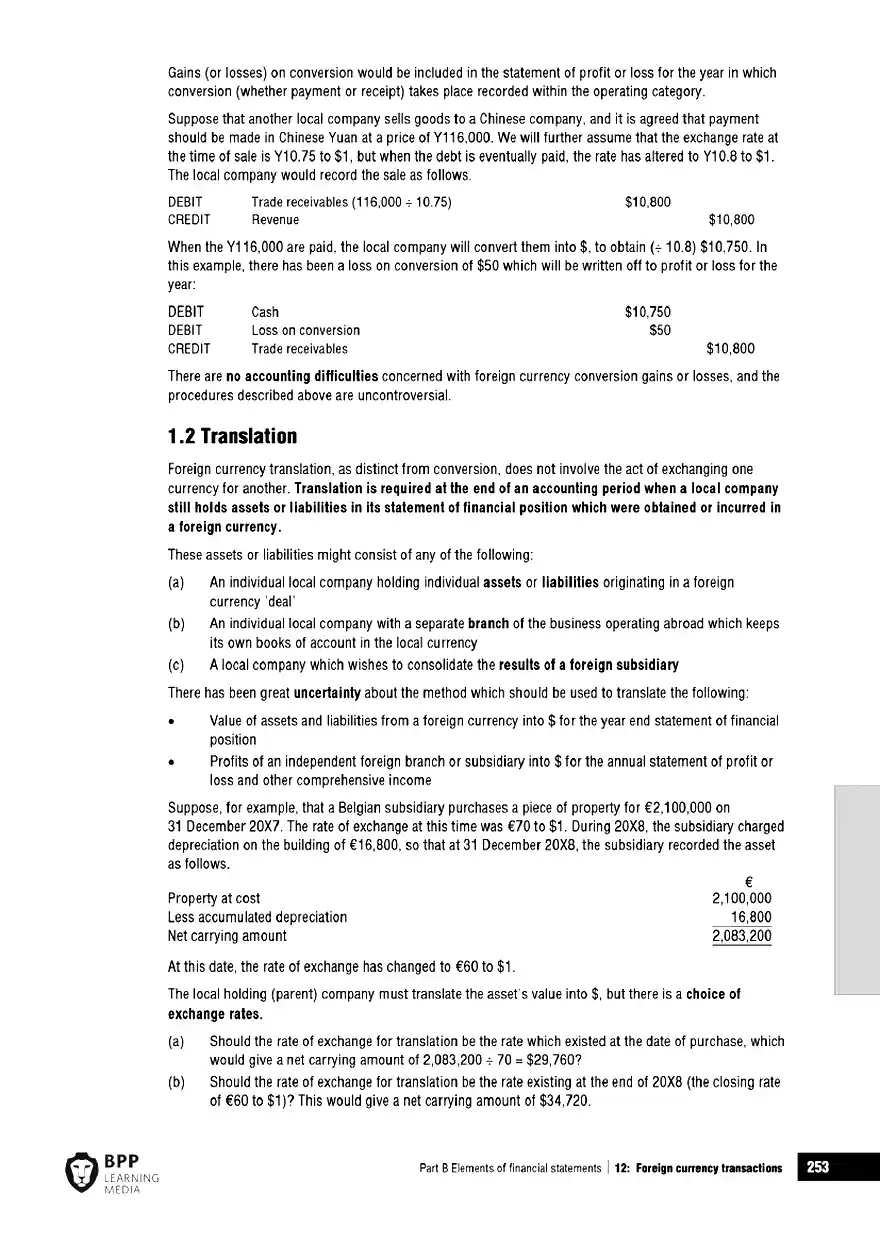 Gains (or losses) on conversion would be included in the statement of profit or loss for the year in which
conversion (whether payment or receipt) takes place recorded within the operating category.
Suppose that another local company sells goods to a Chinese company, and it is agreed that payment
should be made in Chinese Yuan at a price of Y116,000. We will further assume that the exchange rate at
the time of sale is Y10.75 to $1, but when the debt is eventually paid, the rate has altered to Y10.8 to $1.
The local company would record the sale as follows.
DEBIT Trade receivables (116,000 ÷ 10.75) $10,800
CREDIT Revenue $10,800
When the Y116,000 are paid, the local company will convert them into $, to obtain (÷ 10.8) $10,750. In
this example, there has been a loss on conversion of $50 which will be written off to profit or loss for the
year:
DEBIT Cash $10,750
DEBIT Loss on conversion $50
CREDIT Trade receivables $10,800
There are no accounting difficulties concerned with foreign currency conversion gains or losses, and the
procedures described above are uncontroversial.
1.2 Translation
Foreign currency translation, as distinct from conversion, does not involve the act of exchanging one
currency for another. Translation is required at the end of an accounting period when a local company
still holds assets or liabilities in its statement of financial position which were obtained or incurred in
a foreign currency.
These assets or liabilities might consist of any of the following:
(a) An individual local company holding individual assets or liabilities originating in a foreign
currency 'deal'
(b) An individual local company with a separate branch of the business operating abroad which keeps
its own books of account in the local currency
(c) A local company which wishes to consolidate the results of a foreign subsidiary
There has been great uncertainty about the method which should be used to translate the following:
• Value of assets and liabilities from a foreign currency into $ for the year end statement of financial
position
• Profits of an independent foreign branch or subsidiary into $ for the annual statement of profit or
loss and other comprehensive income
Suppose, for example, that a Belgian subsidiary purchases a piece of property for €2,100,000 on
31 December 20X7. The rate of exchange at this time was €70 to $1. During 20X8, the subsidiary charged
depreciation on the building of €16,800, so that at 31 December 20X8, the subsidiary recorded the asset
as follows.
€
Property at cost 2,100,000
Less accumulated depreciation 16,800
Net carrying amount 2,083,200
At this date, the rate of exchange has changed to €60 to $1.
The local holding (parent) company must translate the asset's value into $, but there is a choice of
exchange rates.
(a) Should the rate of exchange for translation be the rate which existed at the date of purchase, which
would give a net carrying amount of 2,083,200 ÷ 70 = $29,760?
(b) Should the rate of exchange for translation be the rate existing at the end of 20X8 (the closing rate
of €60 to $1)? This would give a net carrying amount of $34,720.
BPP
LEARNING
MEDIA
Part B Elements of financial statements | 12: Foreign currency transactions 253